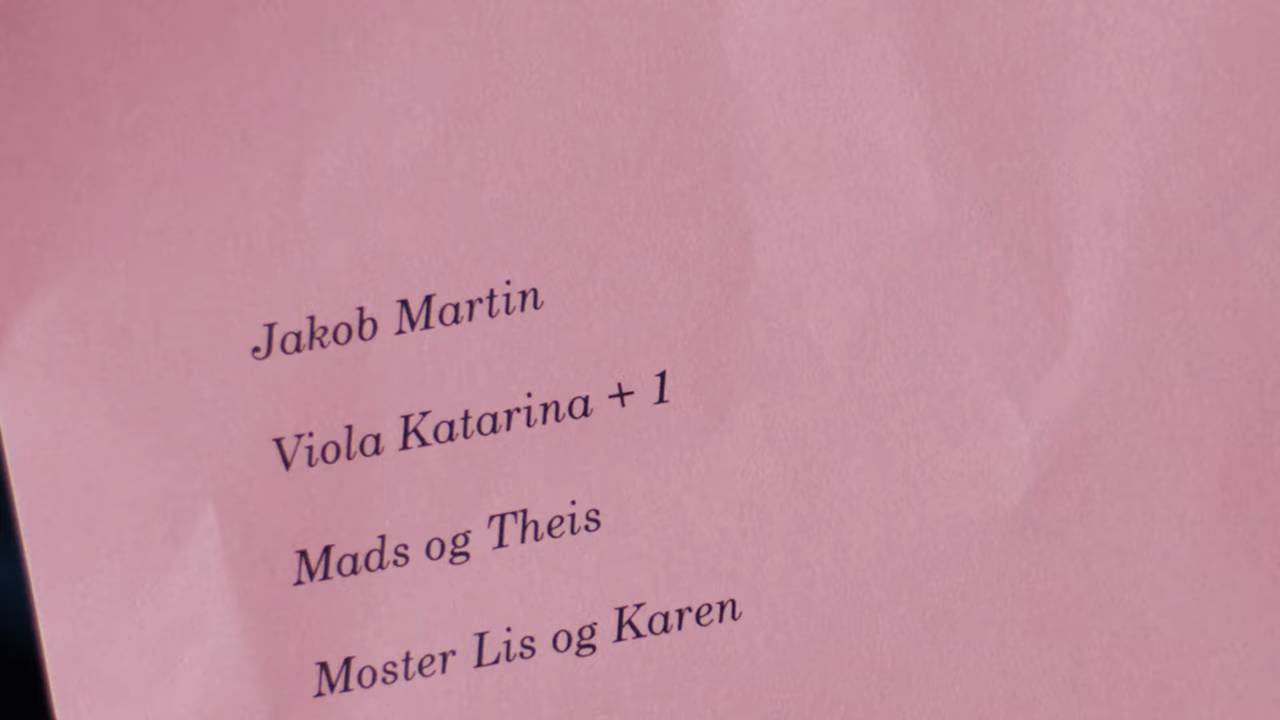 Jakob Martin
Viola Katarina + 1
Mads og Theis
Moster Lis og Karen